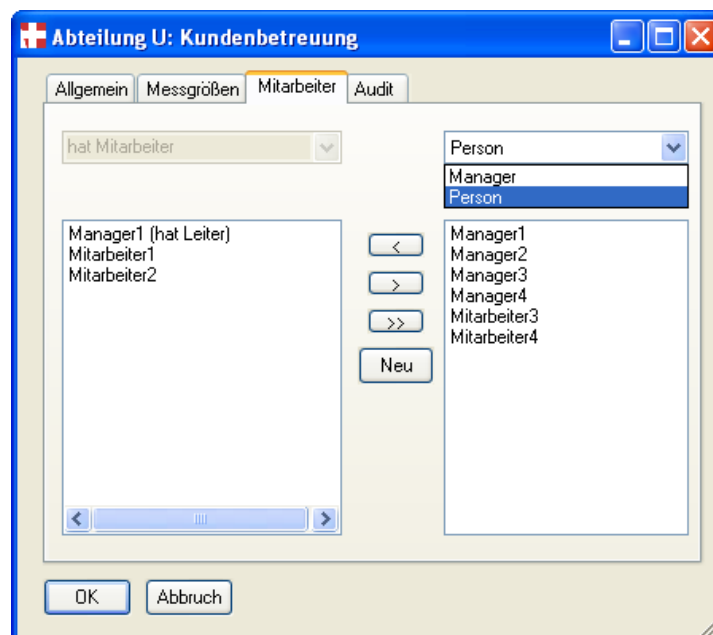 Abteilung U: Kundenbetreuung
Allgemein Messgrößen Mitarbeiter Audit
hat Mitarbeiter
Person
Manager
Person
Manager1 (hat Leiter)
Mitarbeiter1
Mitarbeiter2
<
>
>>
Neu
Manager1
Manager2
Manager3
Manager4
Mitarbeiter3
Mitarbeiter4
OK Abbruch